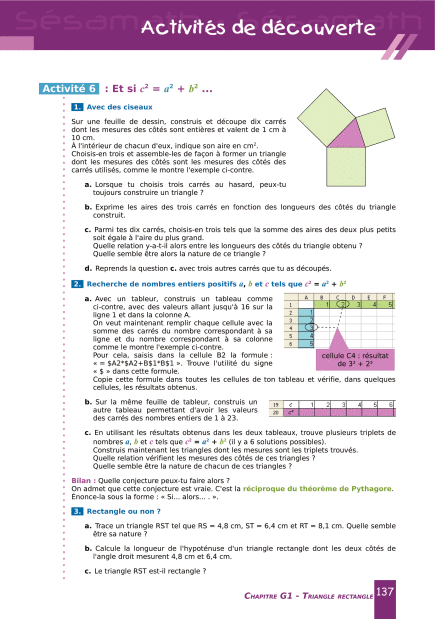 Sésamath Sésamath
Activités de découverte
Activité 6 : Et si c² = a² + b² ...
1. Avec des ciseaux
Sur une feuille de dessin, construis et découpe dix carrés
dont les mesures des côtés sont entières et valent de 1 cm à
10 cm.
À l'intérieur de chacun d'eux, indique son aire en cm².
Choisis-en trois et assemble-les de façon à former un triangle
dont les mesures des côtés sont les mesures des côtés des
carrés utilisés, comme le montre l'exemple ci-contre.
a. Lorsque tu choisis trois carrés au hasard, peux-tu
toujours construire un triangle ?
b. Exprime les aires des trois carrés en fonction des longueurs des côtés du triangle
construit.
c. Parmi tes dix carrés, choisis-en trois tels que la somme des aires des deux plus petits
soit égale à l'aire du plus grand.
Quelle relation y-a-t-il alors entre les longueurs des côtés du triangle obtenu ?
Quelle semble être alors la nature de ce triangle ?
d. Reprends la question c. avec trois autres carrés que tu as découpés.
2. Recherche de nombres entiers positifs a, b et c tels que c² = a² + b²
a. Avec un tableur, construis un tableau comme
ci-contre, avec des valeurs allant jusqu'à 16 sur la
ligne 1 et dans la colonne A.
On veut maintenant remplir chaque cellule avec la
somme des carrés du nombre correspondant à sa
ligne et du nombre correspondant à sa colonne
comme le montre l'exemple ci-contre.
Pour cela, saisis dans la cellule B2 la formule :
« = $A2*$A2+B$1*B$1 ». Trouve l'utilité du signe
« $ » dans cette formule.
A B C D E F
1 1 2 3 4 5
2 1
3 2
4 3
5 4
6 5
cellule C4 : résultat
de 3² + 2²
Copie cette formule dans toutes les cellules de ton tableau et vérifie, dans quelques
cellules, les résultats obtenus.
b. Sur la même feuille de tableur, construis un
autre tableau permettant d'avoir les valeurs
des carrés des nombres entiers de 1 à 23.
19 c 1 2 3 4 5 6
20 c²
c. En utilisant les résultats obtenus dans les deux tableaux, trouve plusieurs triplets de
nombres a, b et c tels que c² = a² + b² (il y a 6 solutions possibles).
Construis maintenant les triangles dont les mesures sont les triplets trouvés.
Quelle relation vérifient les mesures des côtés de ces triangles ?
Quelle semble être la nature de chacun de ces triangles ?
Bilan : Quelle conjecture peux-tu faire alors ?
On admet que cette conjecture est vraie. C'est la réciproque du théorème de Pythagore.
Énonce-la sous la forme : « Si... alors... . ».
3. Rectangle ou non ?
a. Trace un triangle RST tel que RS = 4,8 cm, ST = 6,4 cm et RT = 8,1 cm. Quelle semble
être sa nature ?
b. Calcule la longueur de l'hypoténuse d'un triangle rectangle dont les deux côtés de
l'angle droit mesurent 4,8 cm et 6,4 cm.
c. Le triangle RST est-il rectangle ?
CHAPITRE G1 - TRIANGLE RECTANGLE 137